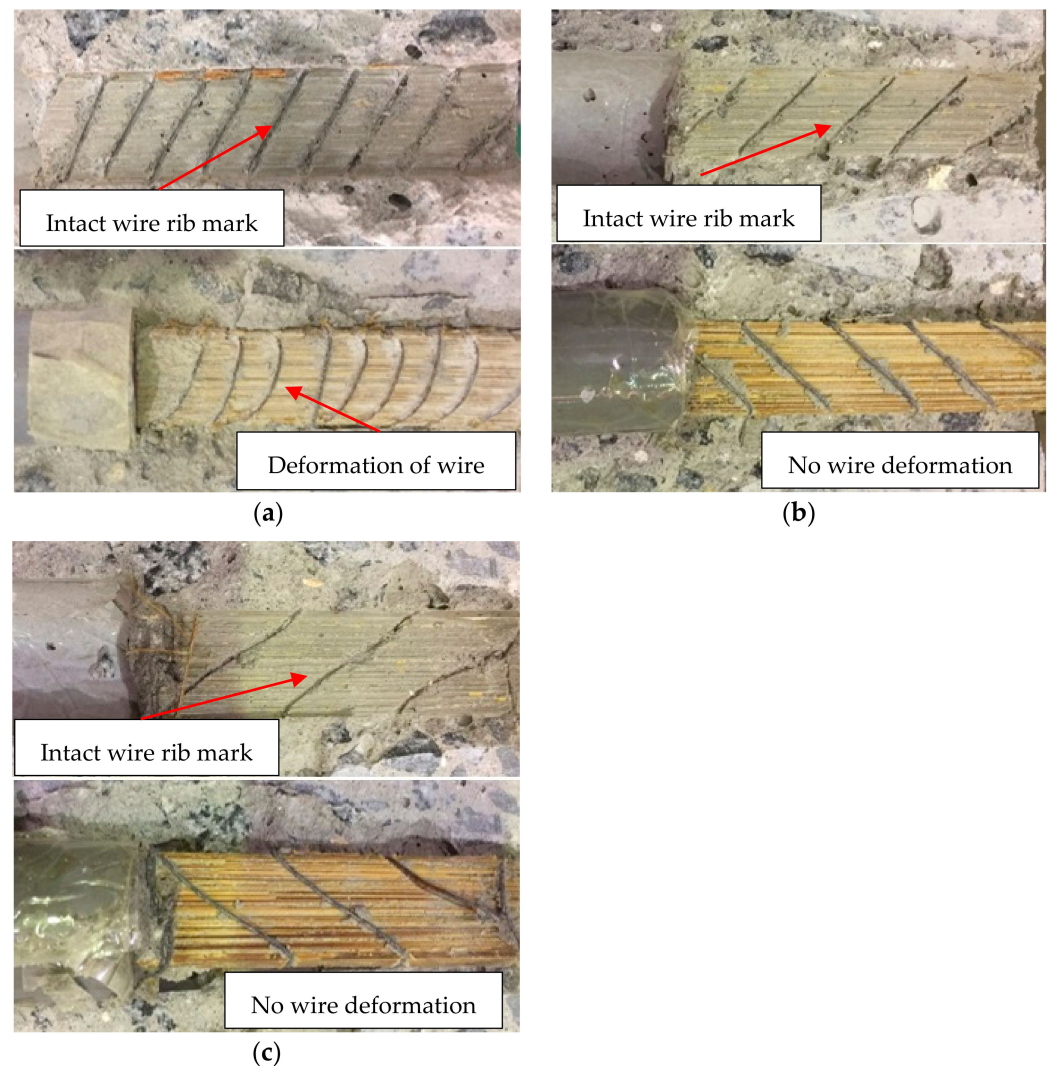 Intact wire rib mark
Deformation of wire
(a)
Intact wire rib mark
No wire deformation
(b)
Intact wire rib mark
No wire deformation
(c)